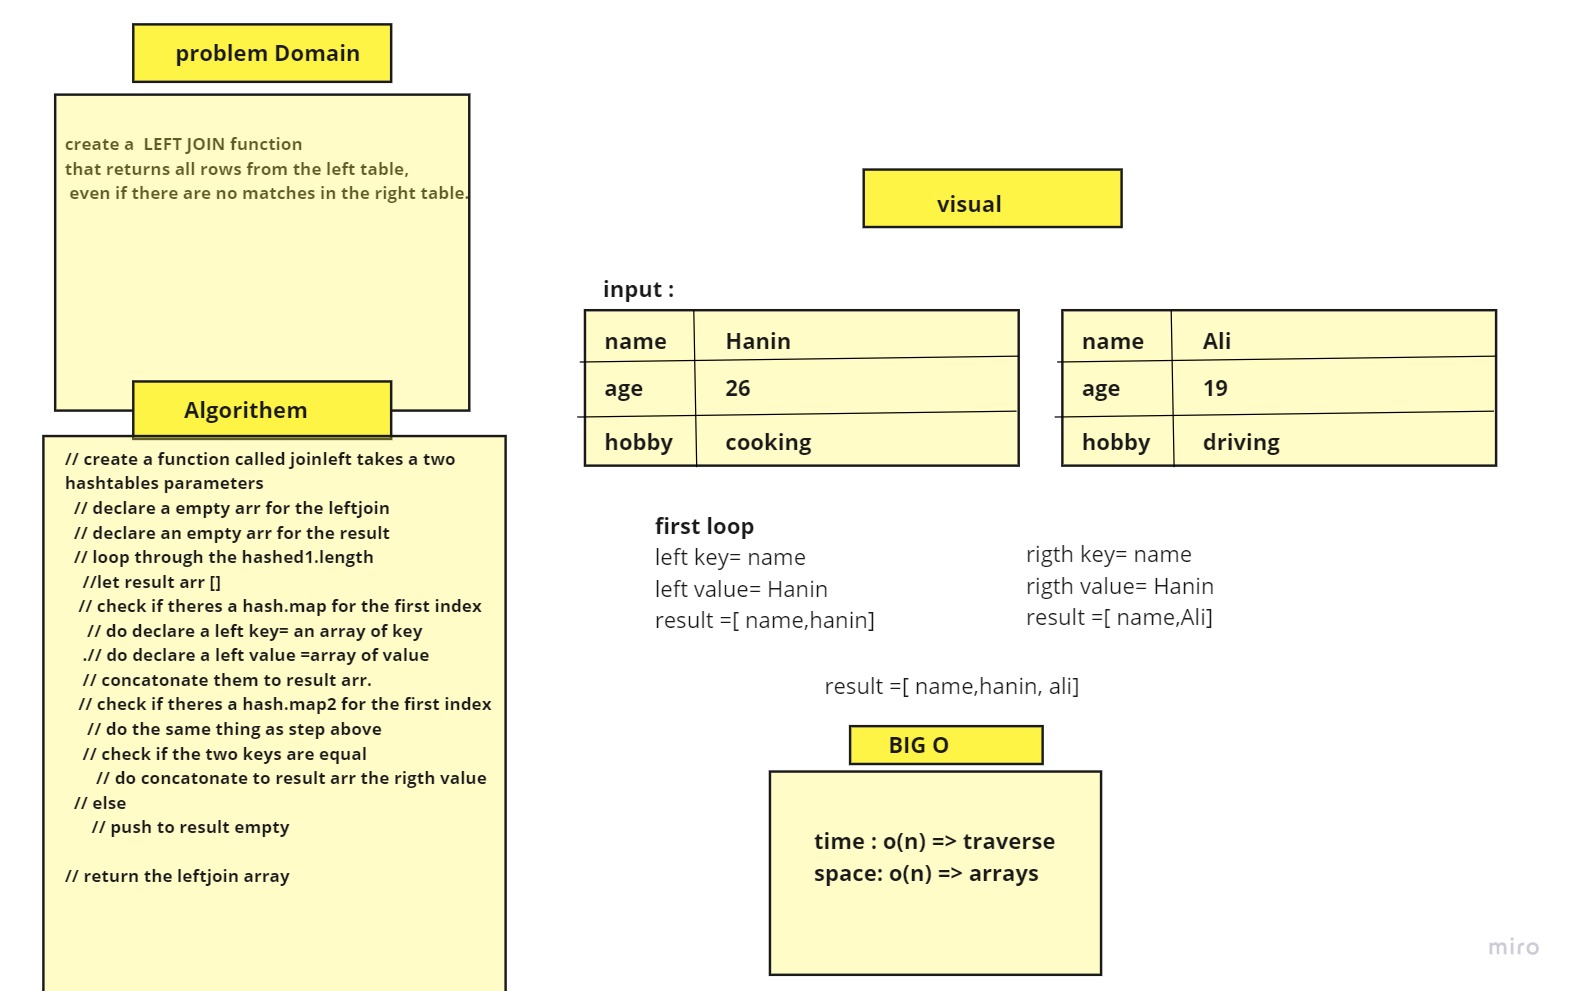 problem Domain
create a  LEFT JOIN function
that returns all rows from the left table,
even if there are no matches in the right table.
Algorithem
// create a function called joinleft takes a two
hashtables parameters
// declare a empty arr for the leftjoin
// declare an empty arr for the result
// loop through the hashed1.length
//let result arr []
// check if theres a hash.map for the first index
// do declare a left key= an array of key
.// do declare a left value =array of value
// concatonate them to result arr.
// check if theres a hash.map2 for the first index
// do the same thing as step above
// check if the two keys are equal
// do concatonate to result arr the rigth value
// else
// push to result empty
// return the leftjoin array
visual
input :
name Hanin
age 26
hobby cooking
name Ali
age 19
hobby driving
first loop
left key= name
left value= Hanin
result =[ name,hanin]
rigth key= name
rigth value= Hanin
result =[ name,Ali]
result =[ name,hanin, ali]
BIG O
time : o(n) => traverse
space: o(n) => arrays
miro